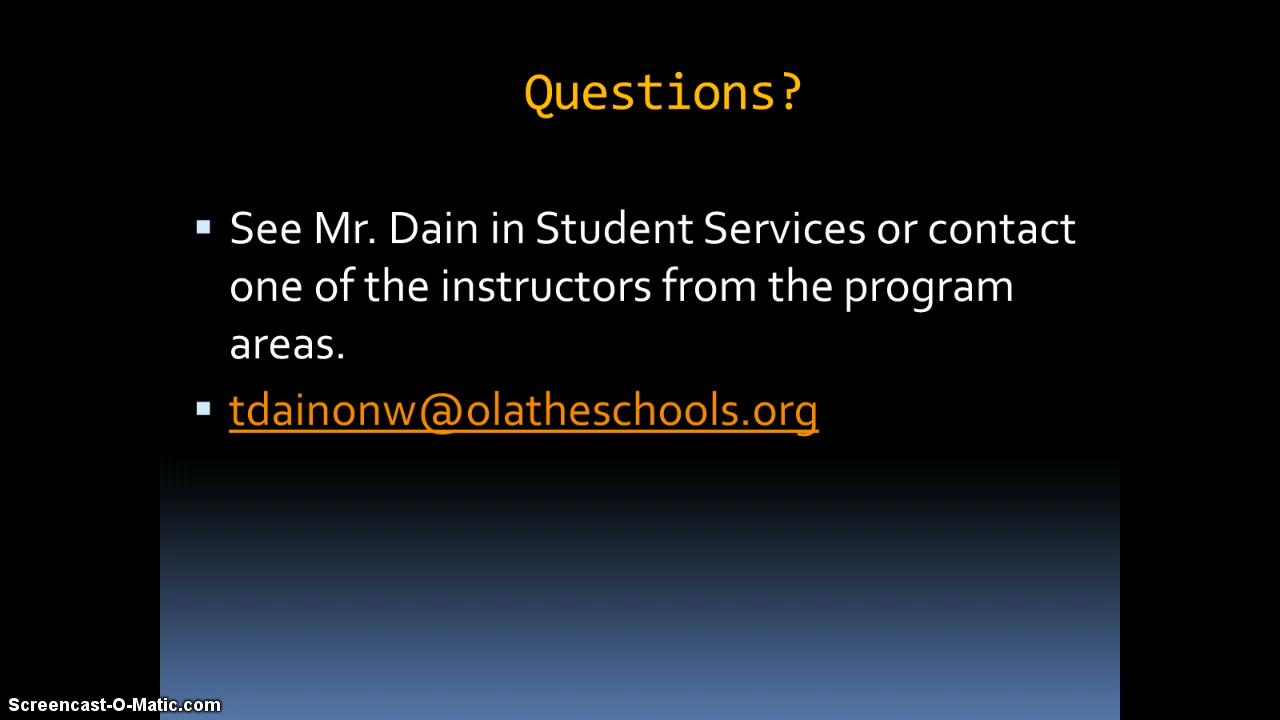 Questions?
See Mr. Dain in Student Services or contact
one of the instructors from the program
areas.
tdainonw@olatheschools.org
Screencast-O-Matic.com